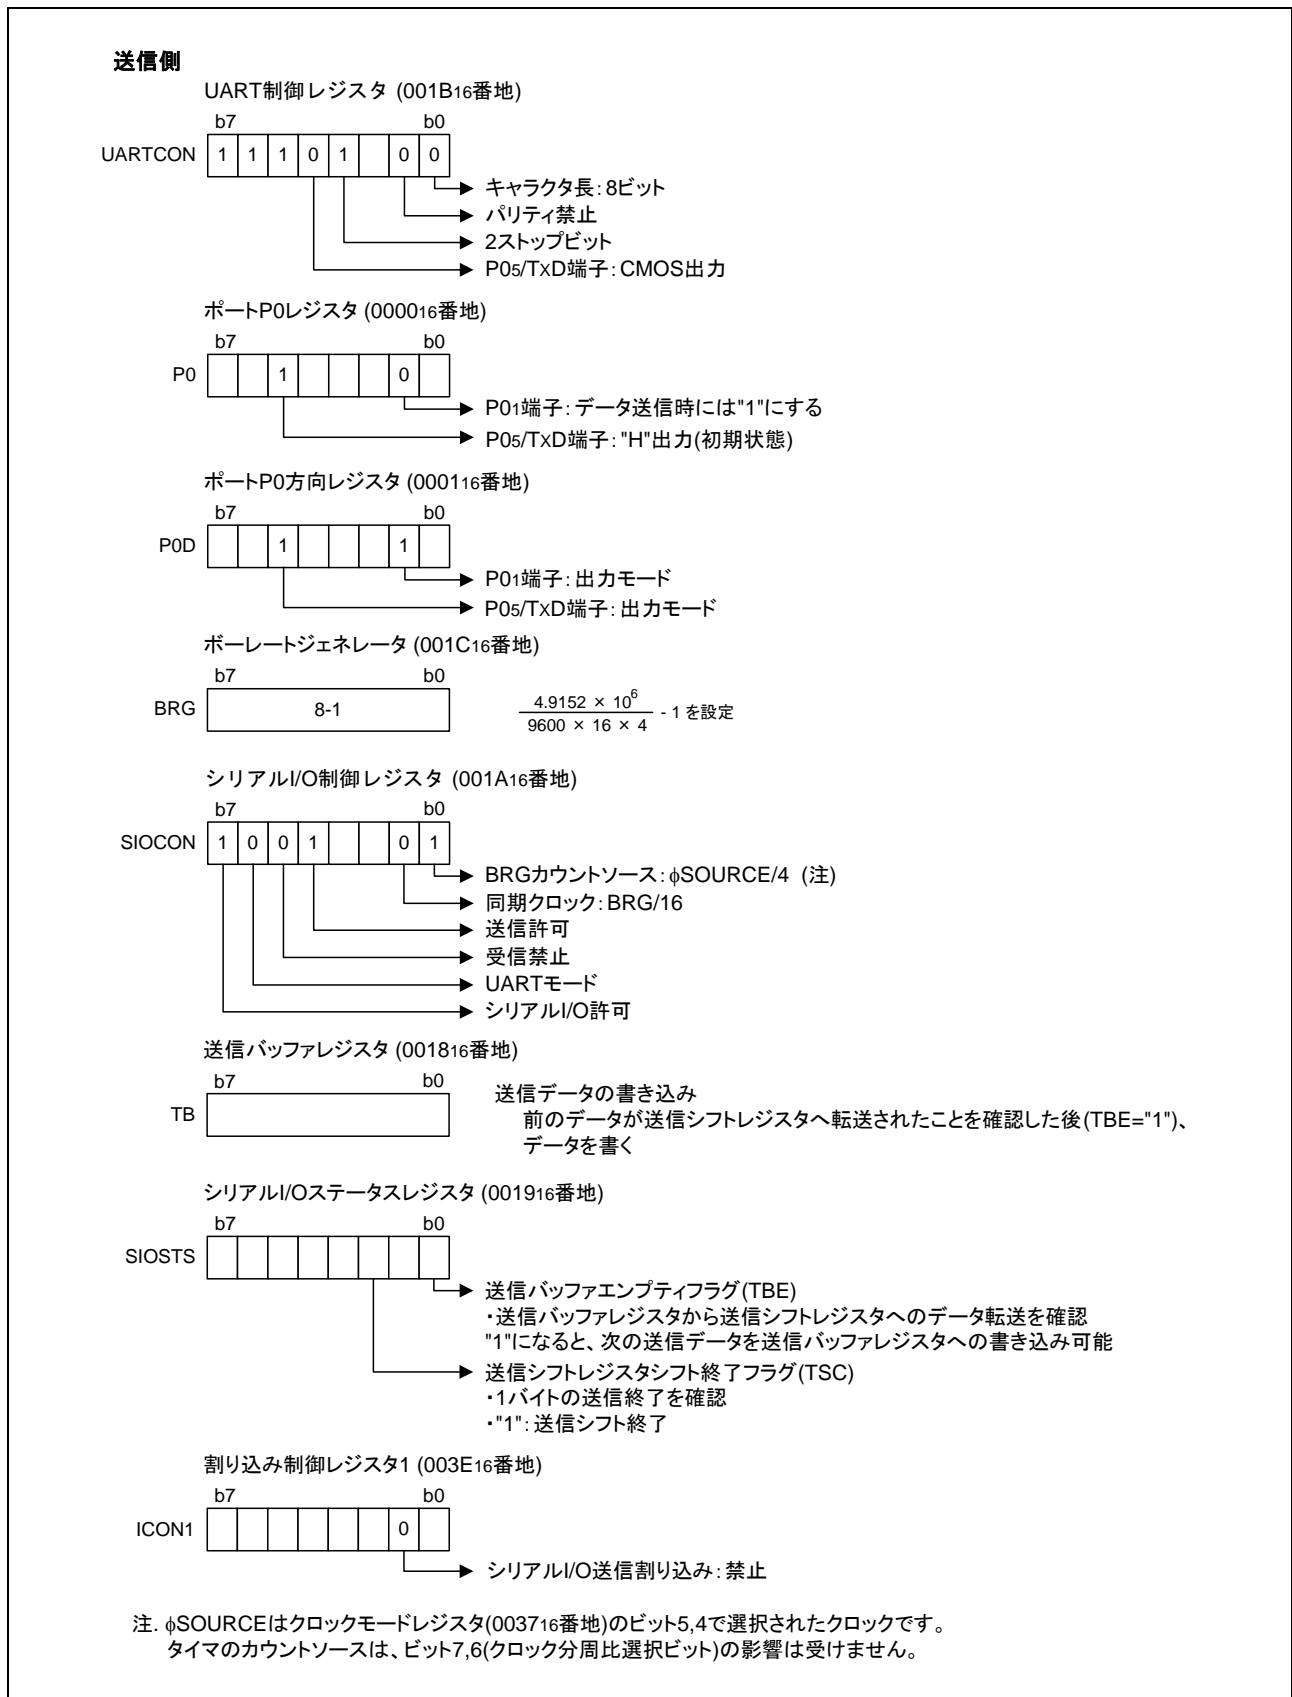 送信側
UART制御レジスタ (001B16番地)
b7 b0
UARTCON 1 1 1 0 1 0 0
キャラクタ長：8ビット
パリティ禁止
2ストップビット
P05/TxD端子：CMOS出力
ポートP0レジスタ (000016番地)
b7 b0
P0 1 0
P01端子：データ送信時には"1"にする
P05/TxD端子："H"出力(初期状態)
ポートP0方向レジスタ (000116番地)
b7 b0
P0D 1 1
P01端子：出力モード
P05/TxD端子：出力モード
ボーレートジェネレータ (001C16番地)
b7 b0
BRG 8-1
4.9152 × 10^6
9600 × 16 × 4
- 1 を設定
シリアルI/O制御レジスタ (001A16番地)
b7 b0
SIOCON 1 0 0 1 0 1
BRGカウントソース：ϕSOURCE/4 (注)
同期クロック：BRG/16
送信許可
受信禁止
UARTモード
シリアルI/O許可
送信バッファレジスタ (001816番地)
b7 b0
TB
送信データの書き込み
前のデータが送信シフトレジスタへ転送されたことを確認した後(TBE="1")、
データを書く
シリアルI/Oステータスレジスタ (001916番地)
b7 b0
SIOSTS
送信バッファエンプティフラグ(TBE)
・送信バッファレジスタから送信シフトレジスタへのデータ転送を確認
"1"になると、次の送信データを送信バッファレジスタへの書き込み可能
送信シフトレジスタシフト終了フラグ(TSC)
・1バイトの送信終了を確認
・"1"：送信シフト終了
割り込み制御レジスタ1 (003E16番地)
b7 b0
ICON1 0
シリアルI/O送信割り込み：禁止
注. ϕSOURCEはクロックモードレジスタ(003716番地)のビット5,4で選択されたクロックです。
タイマのカウントソースは、ビット7,6(クロック分周比選択ビット)の影響は受けません。